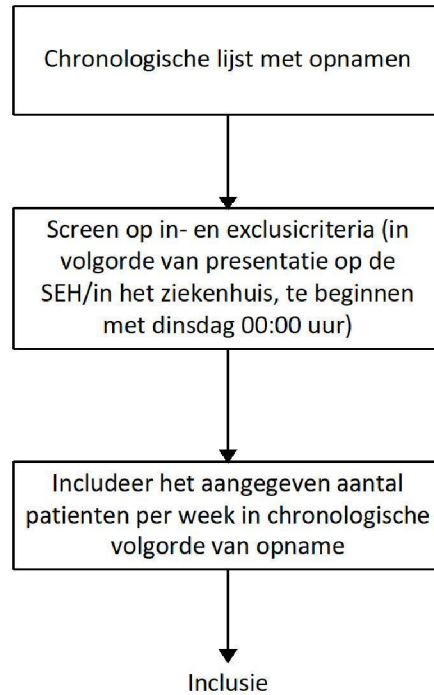 Chronologische lijst met opnamen
Screen op in- en exclusicriteria (in
volgorde van presentatie op de
SEH/in het ziekenhuis, te beginnen
met dinsdag 00:00 uur)
Includeer het aangegeven aantal
patienten per week in chronologische
volgorde van opname
Inclusie